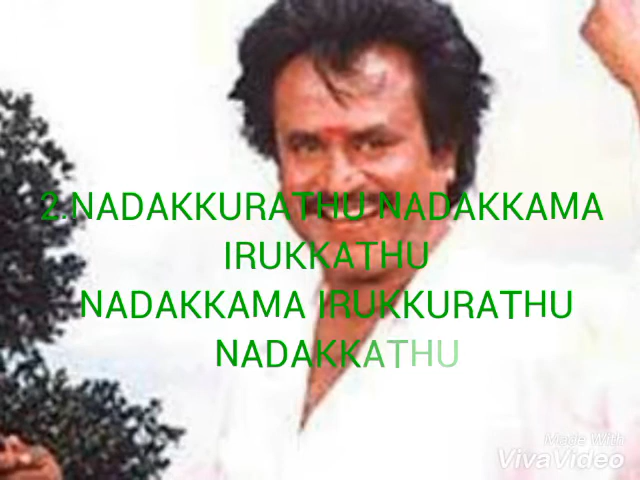 2.NADAKKURATHU NADAKKAMA
IRUKKATHU
NADAKKAMA IRUKKURATHU
NADAKKATHU
Made With
VivaVideo